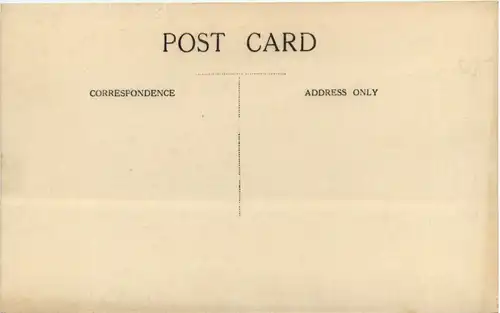 POST CARD
CORRESPONDENCE
ADDRESS ONLY